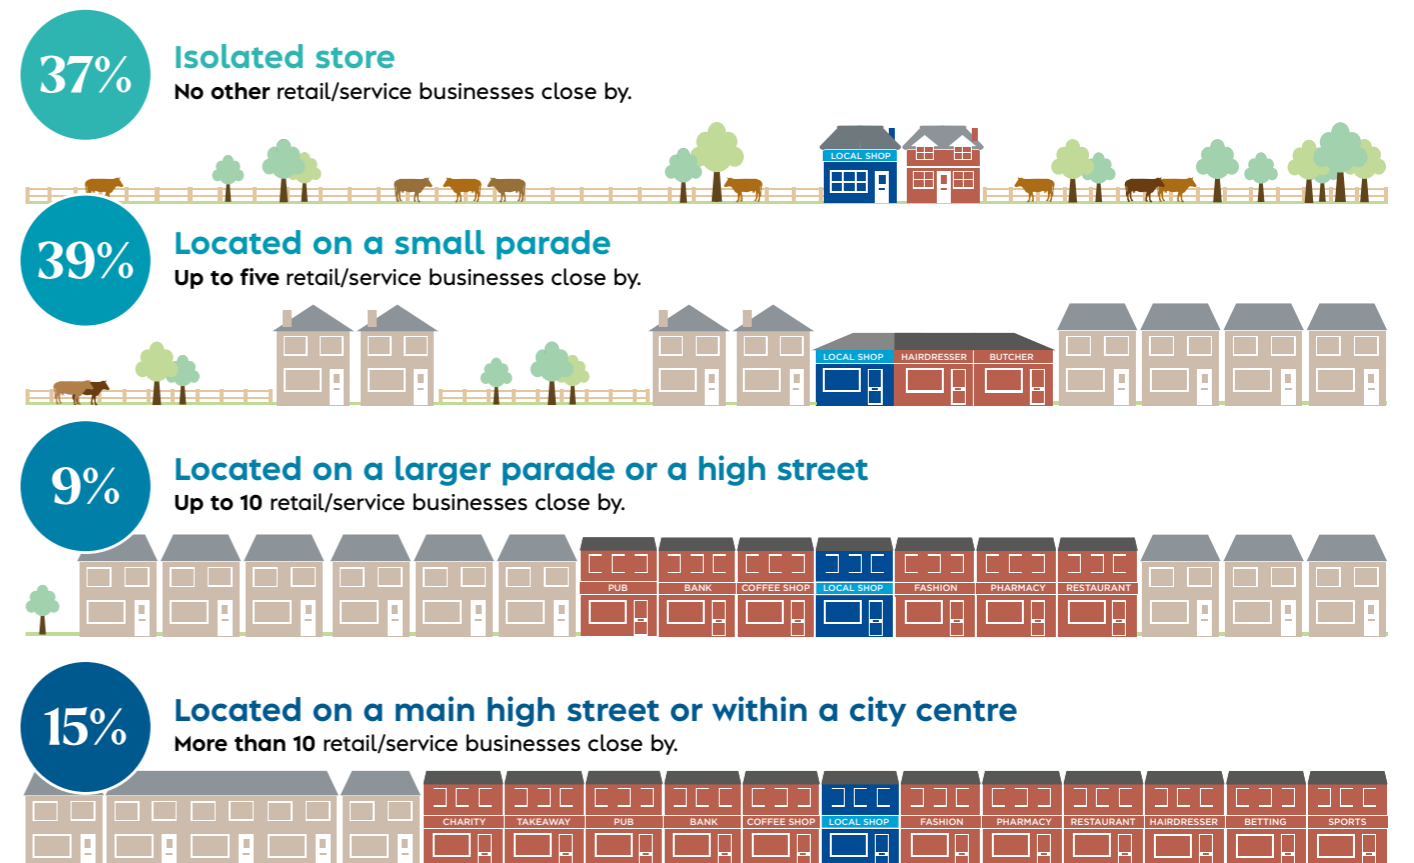 37%
Isolated store
No other retail/service businesses close by.
LOCAL SHOP
39%
Located on a small parade
Up to five retail/service businesses close by.
LOCAL SHOP HAIRDRESSER BUTCHER
9%
Located on a larger parade or a high street
Up to 10 retail/service businesses close by.
PUB BANK COFFEE SHOP LOCAL SHOP FASHION PHARMACY RESTAURANT
15%
Located on a main high street or within a city centre
More than 10 retail/service businesses close by.
CHARITY TAKEAWAY PUB BANK COFFEE SHOP LOCAL SHOP FASHION PHARMACY RESTAURANT HAIRDRESSER BETTING SPORTS